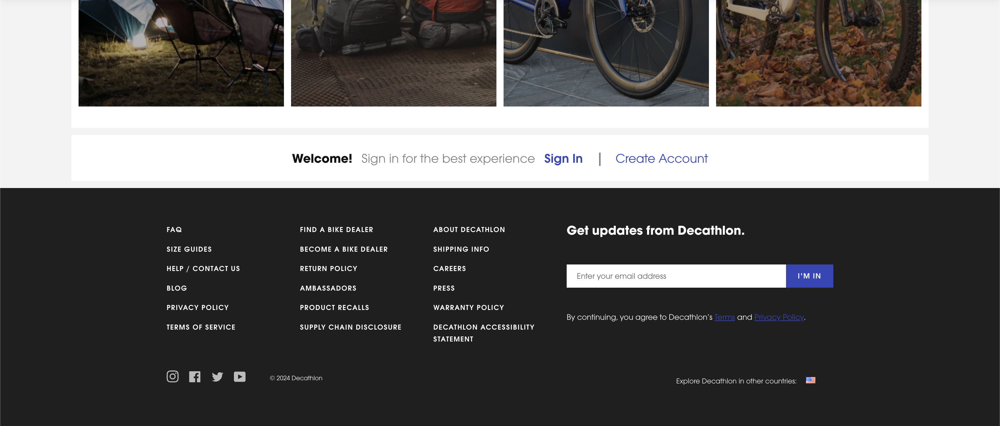 Welcome! Sign in for the best experience Sign In | Create Account
FAQ
SIZE GUIDES
HELP / CONTACT US
BLOG
PRIVACY POLICY
TERMS OF SERVICE
FIND A BIKE DEALER
BECOME A BIKE DEALER
RETURN POLICY
AMBASSADORS
PRODUCT RECALLS
SUPPLY CHAIN DISCLOSURE
ABOUT DECATHLON
SHIPPING INFO
CAREERS
PRESS
WARRANTY POLICY
DECATHLON ACCESSIBILITY
STATEMENT
Get updates from Decathlon.
Enter your email address
I'M IN
By continuing, you agree to Decathlon’s Terms and Privacy Policy.
© 2024 Decathlon
Explore Decathlon in other countries: